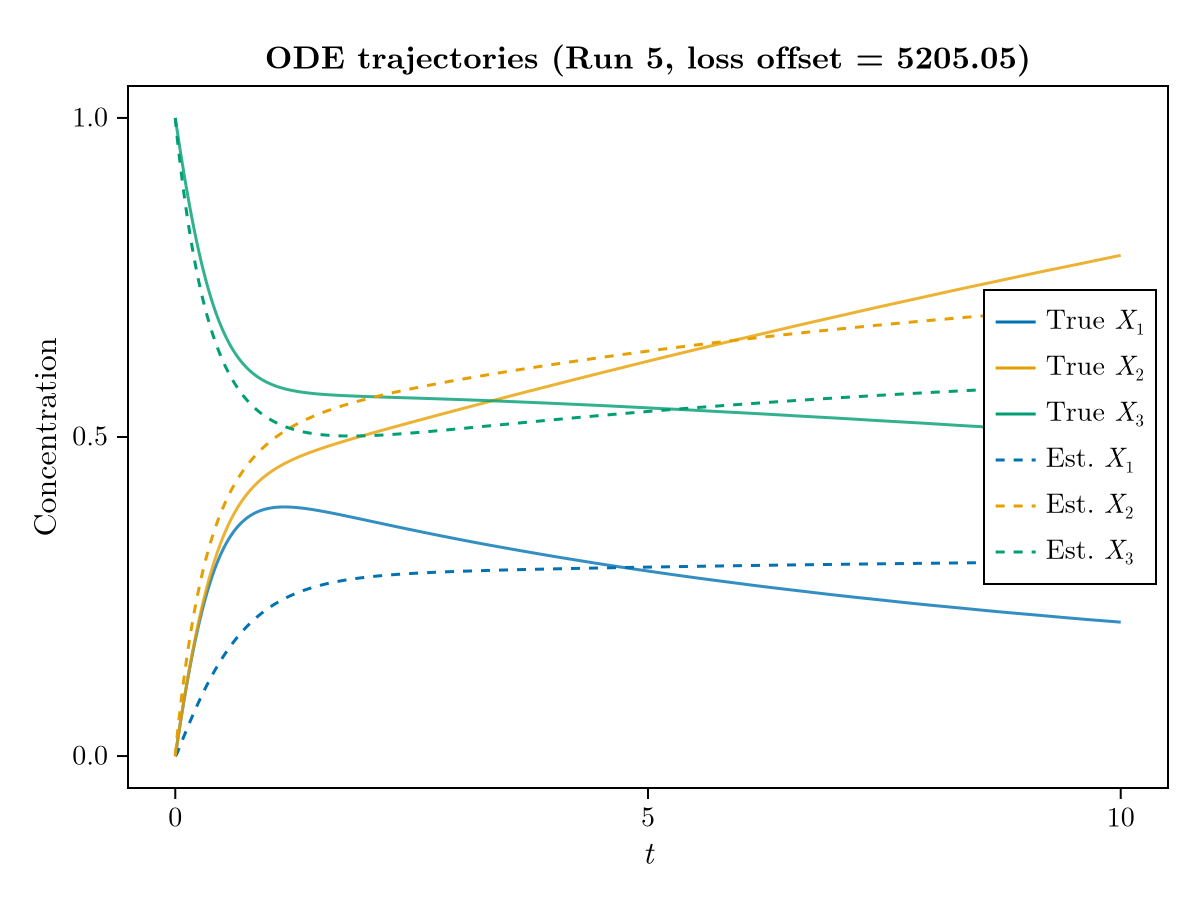 ODE trajectories (Run 5, loss offset = 5205.05)
Concentration
1.0
0.5
0.0
True X₁
True X₂
True X₃
Est. X₁
Est. X₂
Est. X₃
0
5
10
t